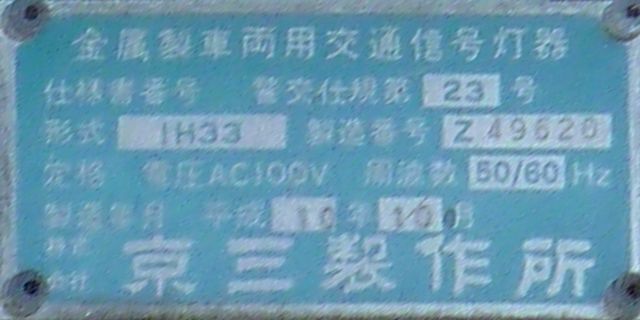 金属製車両用交通信号灯器
仕様書番号 警交仕規第 23 号
形式 1H33 製造番号 Z 49620
定格 電圧AC100V 周波数 50/60 Hz
製造年月 平成 10 年 10 月
株式会社 京三製作所